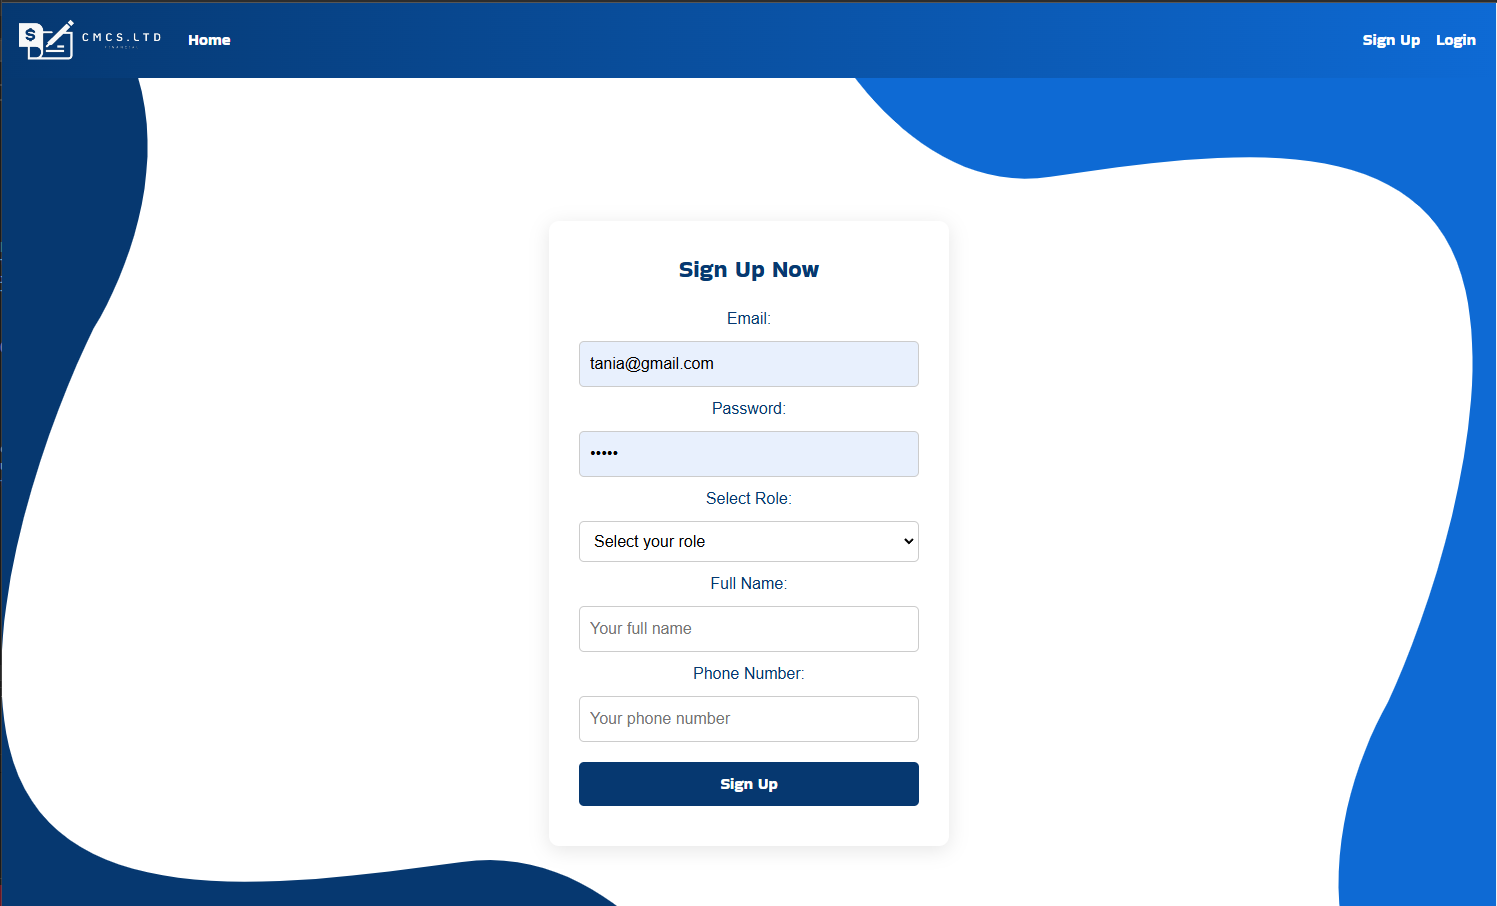 CMCS.LTD
FINANCIAL
Home
Sign Up
Login
Sign Up Now
Email:
tania@gmail.com
Password:
•••••
Select Role:
Select your role
Full Name:
Your full name
Phone Number:
Your phone number
Sign Up